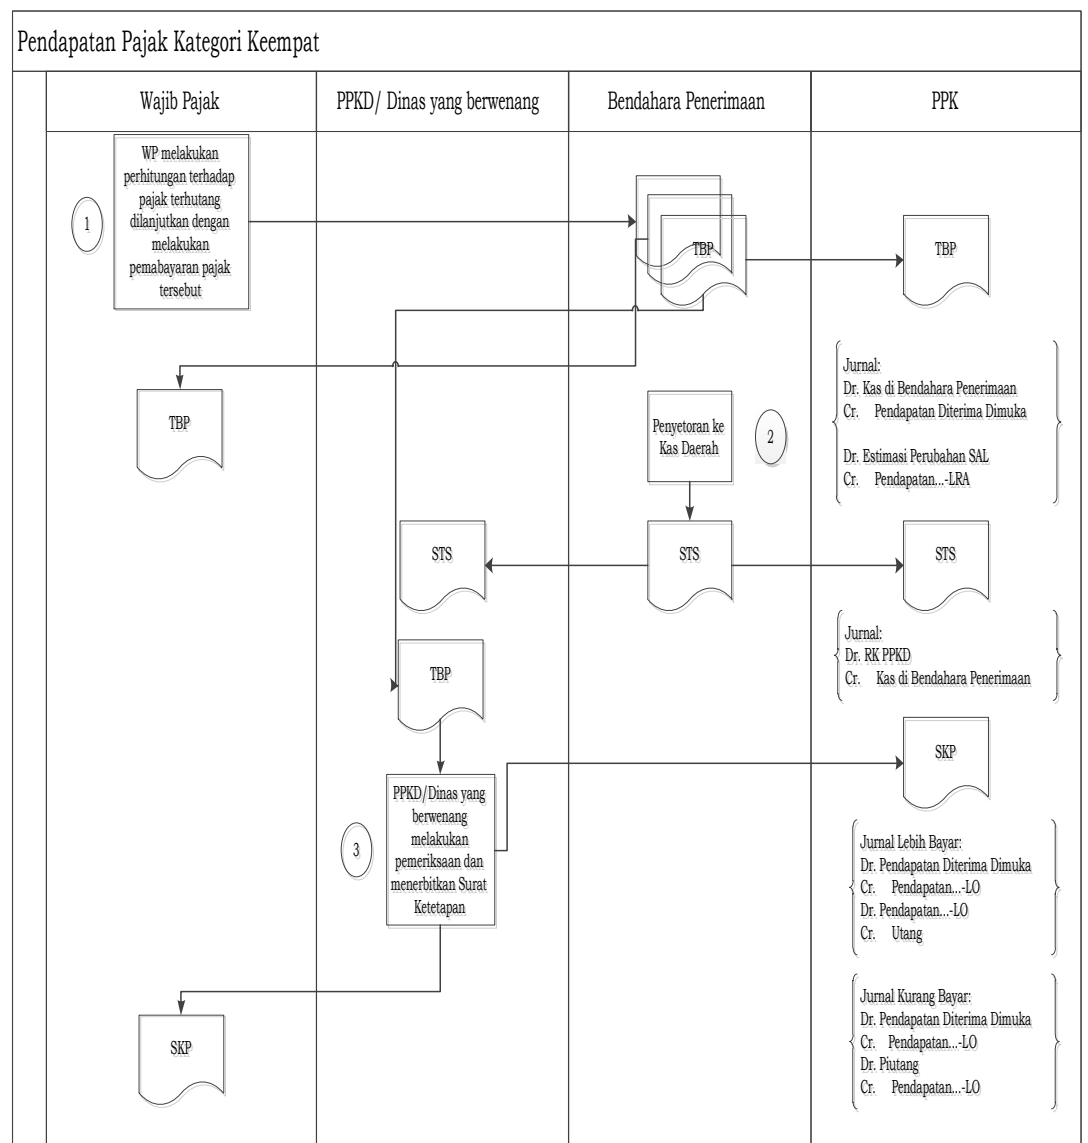 Pendapatan Pajak Kategori Keempat
Wajib Pajak
PPKD/ Dinas yang berwenang
Bendahara Penerimaan
PPK
1
WP melakukan
perhitungan terhadap
pajak terhutang
dilanjutkan dengan
melakukan
pemabayaran pajak
tersebut
TBP
TBP
Jurnal:
Dr. Kas di Bendahara Penerimaan
Cr. Pendapatan Diterima Dimuka
Dr. Estimasi Perubahan SAL
Cr. Pendapatan...-LRA
TBP
Penyetoran ke
Kas Daerah
2
STS
STS
STS
Jurnal:
Dr. RK PPKD
Cr. Kas di Bendahara Penerimaan
TBP
SKP
3
PPKD/Dinas yang
berwenang
melakukan
pemeriksaan dan
menerbitkan Surat
Ketetapan
Jurnal Lebih Bayar:
Dr. Pendapatan Diterima Dimuka
Cr. Pendapatan...-LO
Dr. Pendapatan...-LO
Cr. Utang
SKP
Jurnal Kurang Bayar:
Dr. Pendapatan Diterima Dimuka
Cr. Pendapatan...-LO
Dr. Piutang
Cr. Pendapatan...-LO